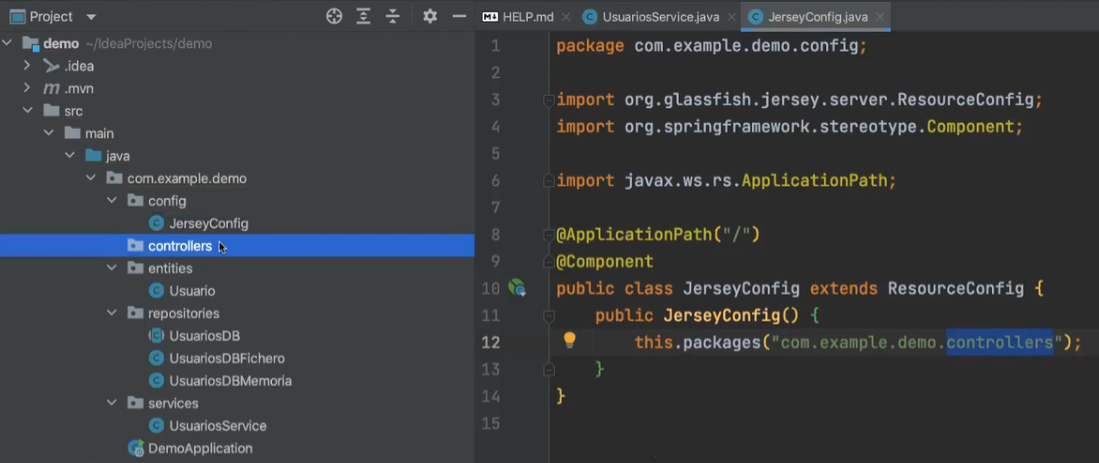 Project
demo ~/IdeaProjects/demo
.idea
.mvn
src
main
java
com.example.demo
config
JerseyConfig
controllers
entities
Usuario
repositories
UsuariosDB
UsuariosDBFichero
UsuariosDBMemoria
services
UsuariosService
DemoApplication
HELP.md UsuariosService.java JerseyConfig.java
1 package com.example.demo.config;
2
3 import org.glassfish.jersey.server.ResourceConfig;
4 import org.springframework.stereotype.Component;
5
6 import javax.ws.rs.ApplicationPath;
7
8 @ApplicationPath("/")
9 @Component
10 public class JerseyConfig extends ResourceConfig {
11 public JerseyConfig() {
12 this.packages("com.example.demo.controllers");
13 }
14 }
15